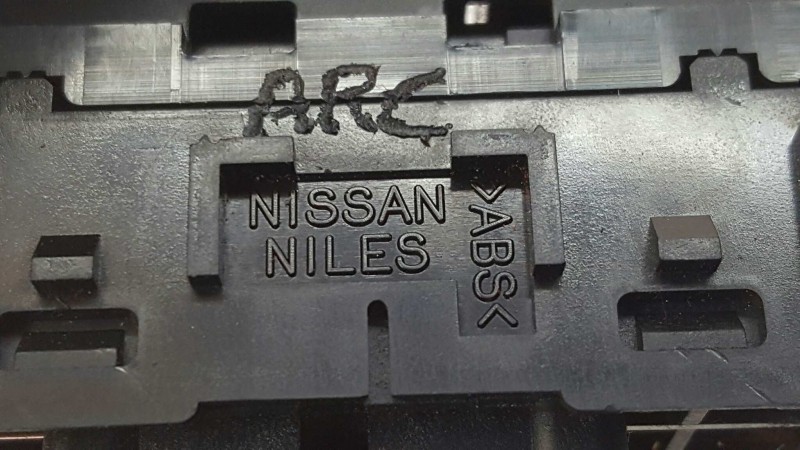 ARC
NISSAN
NILES
>ABS<